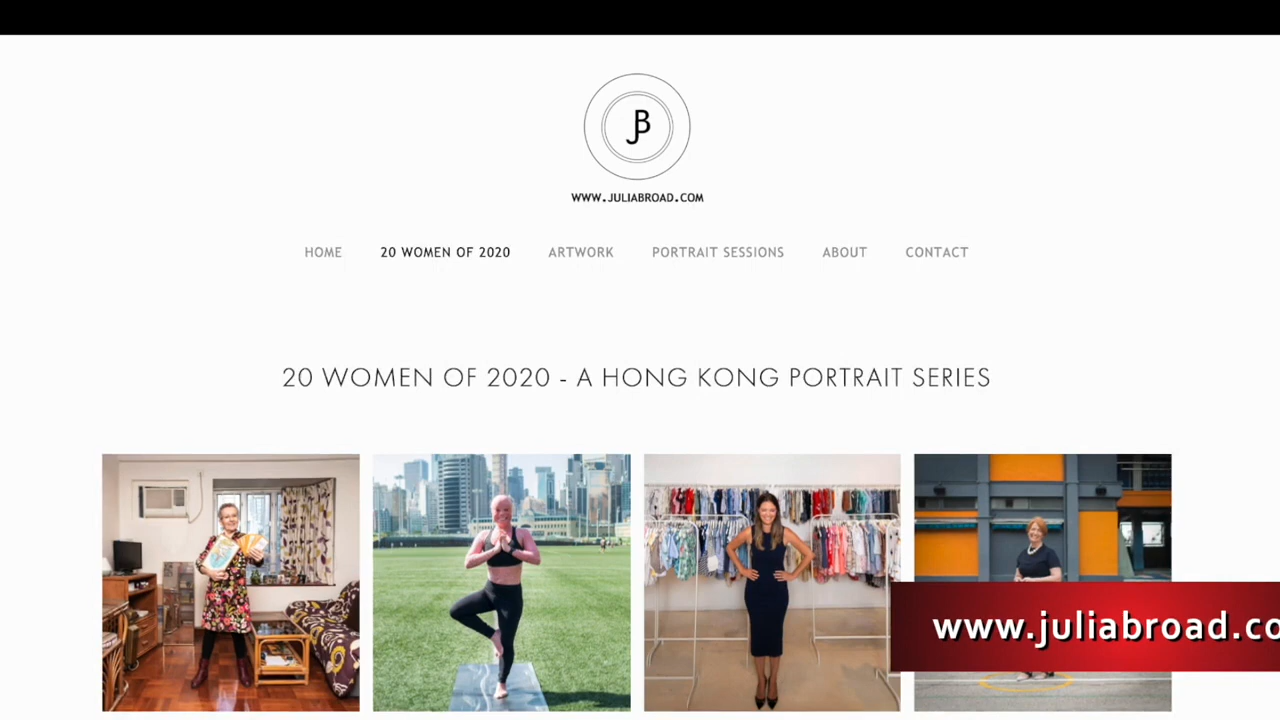 JB
WWW.JULIABROAD.COM
HOME 20 WOMEN OF 2020 ARTWORK PORTRAIT SESSIONS ABOUT CONTACT
20 WOMEN OF 2020 - A HONG KONG PORTRAIT SERIES
www.juliabroad.co